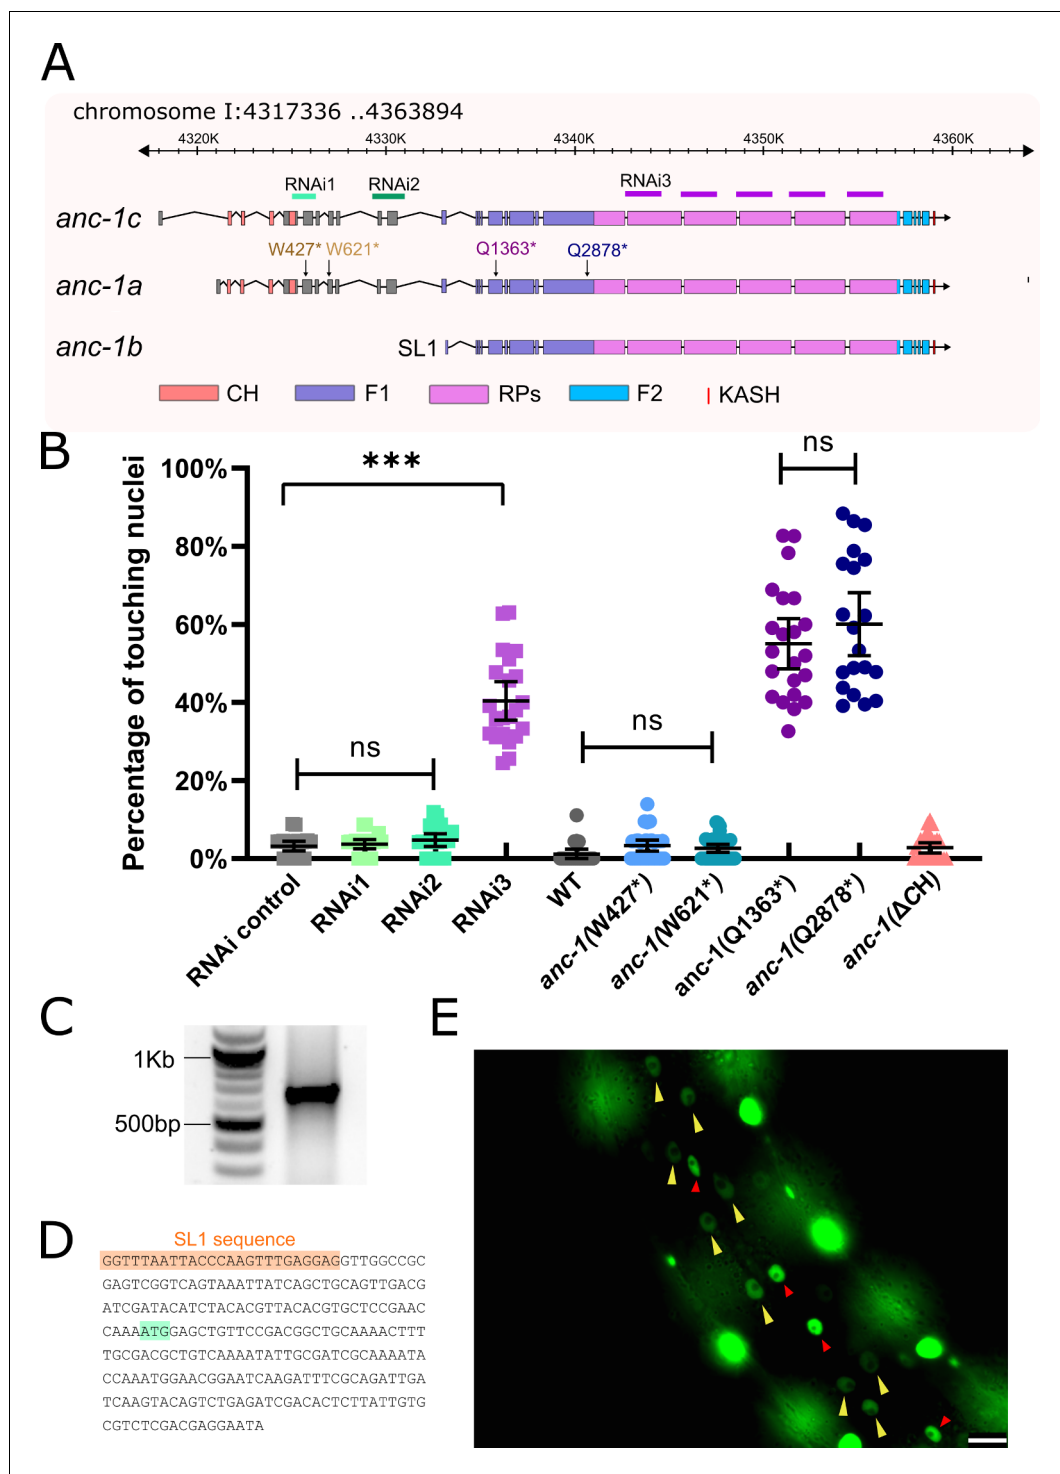 A
chromosome I:4317336 ..4363894
4320K 4330K 4340K 4350K 4360K
RNAi1 RNAi2 RNAi3
anc-1c
W427* W621* Q1363* Q2878*
anc-1a
anc-1b SL1
CH F1 RPs F2 KASH
B
Percentage of touching nuclei
100%
80%
60%
40%
20%
0%
*** ns ns ns
RNAi control
RNAi1
RNAi2
RNAi3
WT
anc-1(W427*)
anc-1(W621*)
anc-1(Q1363*)
anc-1(Q2878*)
anc-1(ΔCH)
C
1Kb
500bp
D
SL1 sequence
GGTTTAATTACCCAAGTTTGAGGAGGTTGGCCGC
GAGTCGGTCAGTAAATTATCAGCTGCAGTTGACG
ATCGATACATCTACACGTTACACGTGCTCCGAAC
CAAAATGGAGCTGTTCCGACGGCTGCAAAACTTT
TGCGACGCTGTCAAAATATTGCGATCGCAAAATA
CCAAATGGAACGGAATCAAGATTTCGCAGATTGA
TCAAGTACAGTCTGAGATCGACACTCTTATTGTG
CGTCTCGACGAGGAATA
E